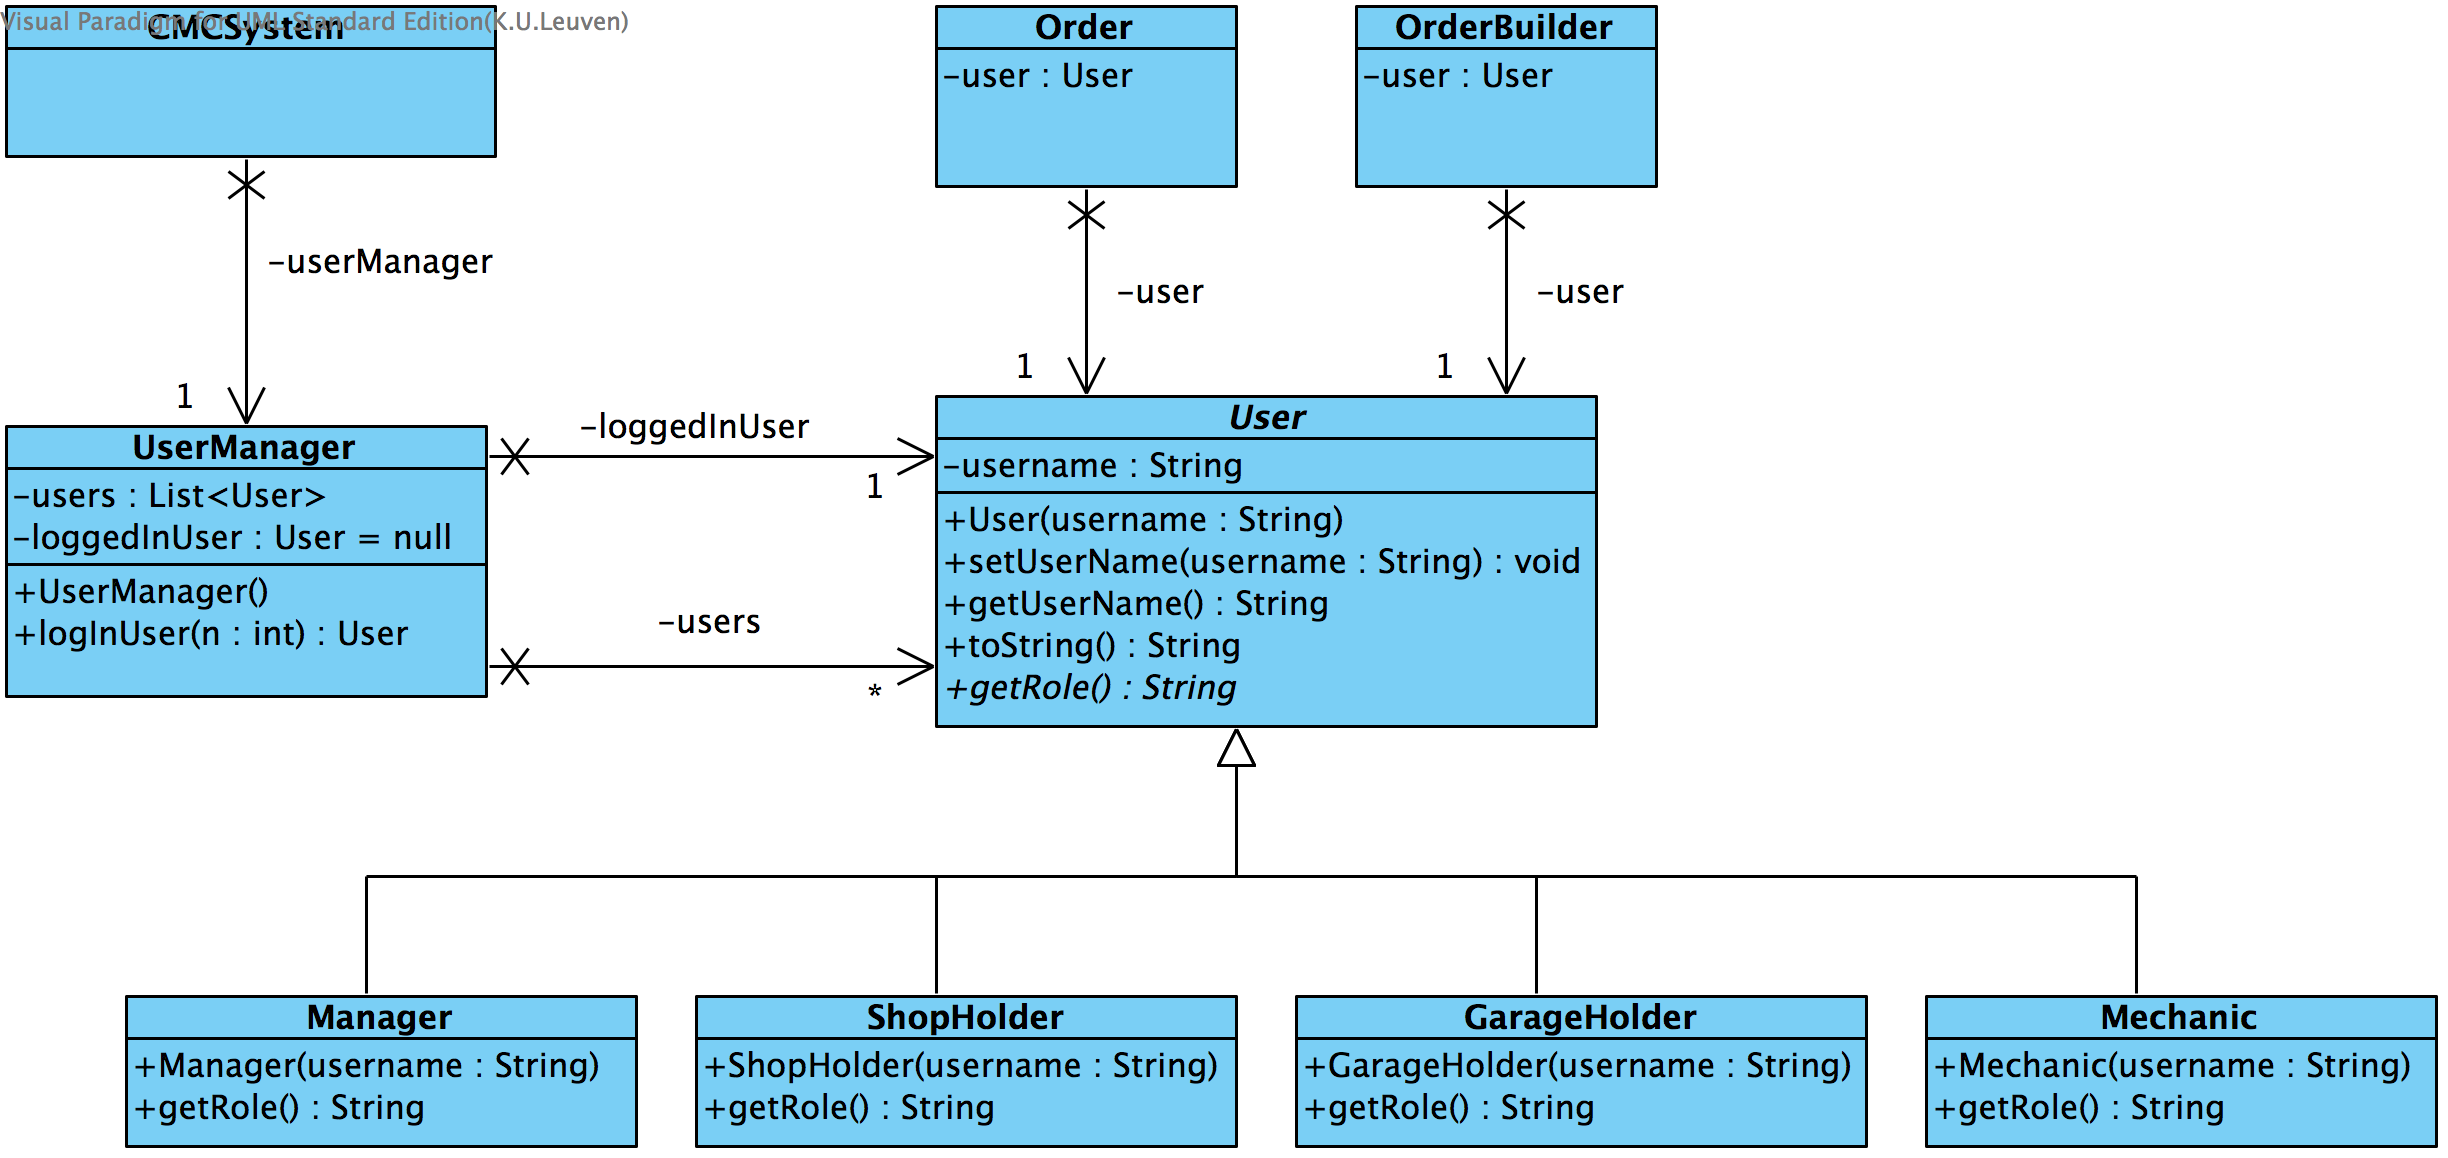 Visual Paradigm for UML Standard Edition(K.U.Leuven)
CMCSystem
Order
-user : User
OrderBuilder
-user : User
-userManager
1
-user
1
-user
1
UserManager
-users : List<User>
-loggedInUser : User = null
+UserManager()
+logInUser(n : int) : User
-loggedInUser
1
-users
*
User
-username : String
+User(username : String)
+setUserName(username : String) : void
+getUserName() : String
+toString() : String
+getRole() : String
Manager
+Manager(username : String)
+getRole() : String
ShopHolder
+ShopHolder(username : String)
+getRole() : String
GarageHolder
+GarageHolder(username : String)
+getRole() : String
Mechanic
+Mechanic(username : String)
+getRole() : String